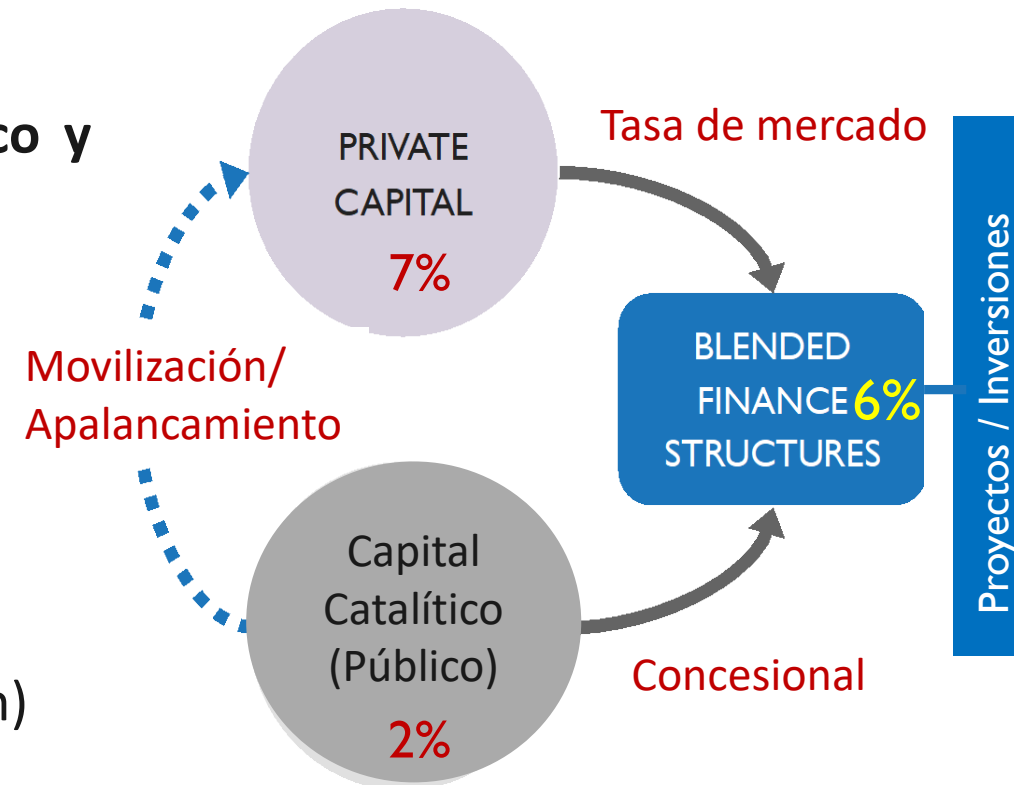 co y
PRIVATE
CAPITAL
7%
Tasa de mercado
Movilización/
Apalancamiento
BLENDED
FINANCE 6%
STRUCTURES
Proyectos / Inversiones
Capital
Catalítico
(Público)
2%
Concesional
n)